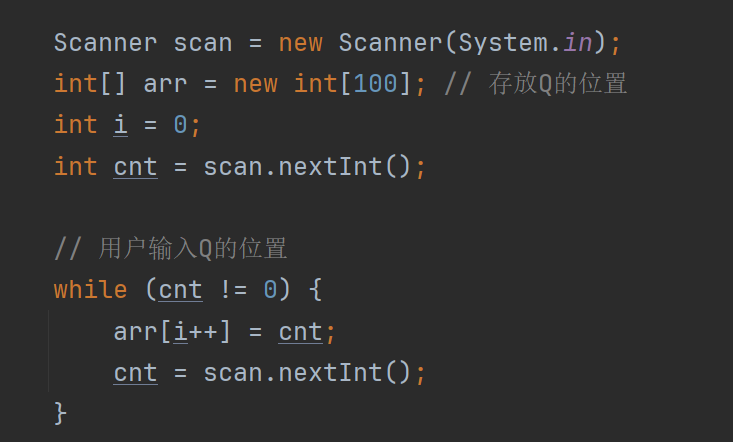 Scanner scan = new Scanner(System.in);
int[] arr = new int[100]; // 存放Q的位置
int i = 0;
int cnt = scan.nextInt();
// 用户输入Q的位置
while (cnt != 0) {
arr[i++] = cnt;
cnt = scan.nextInt();
}